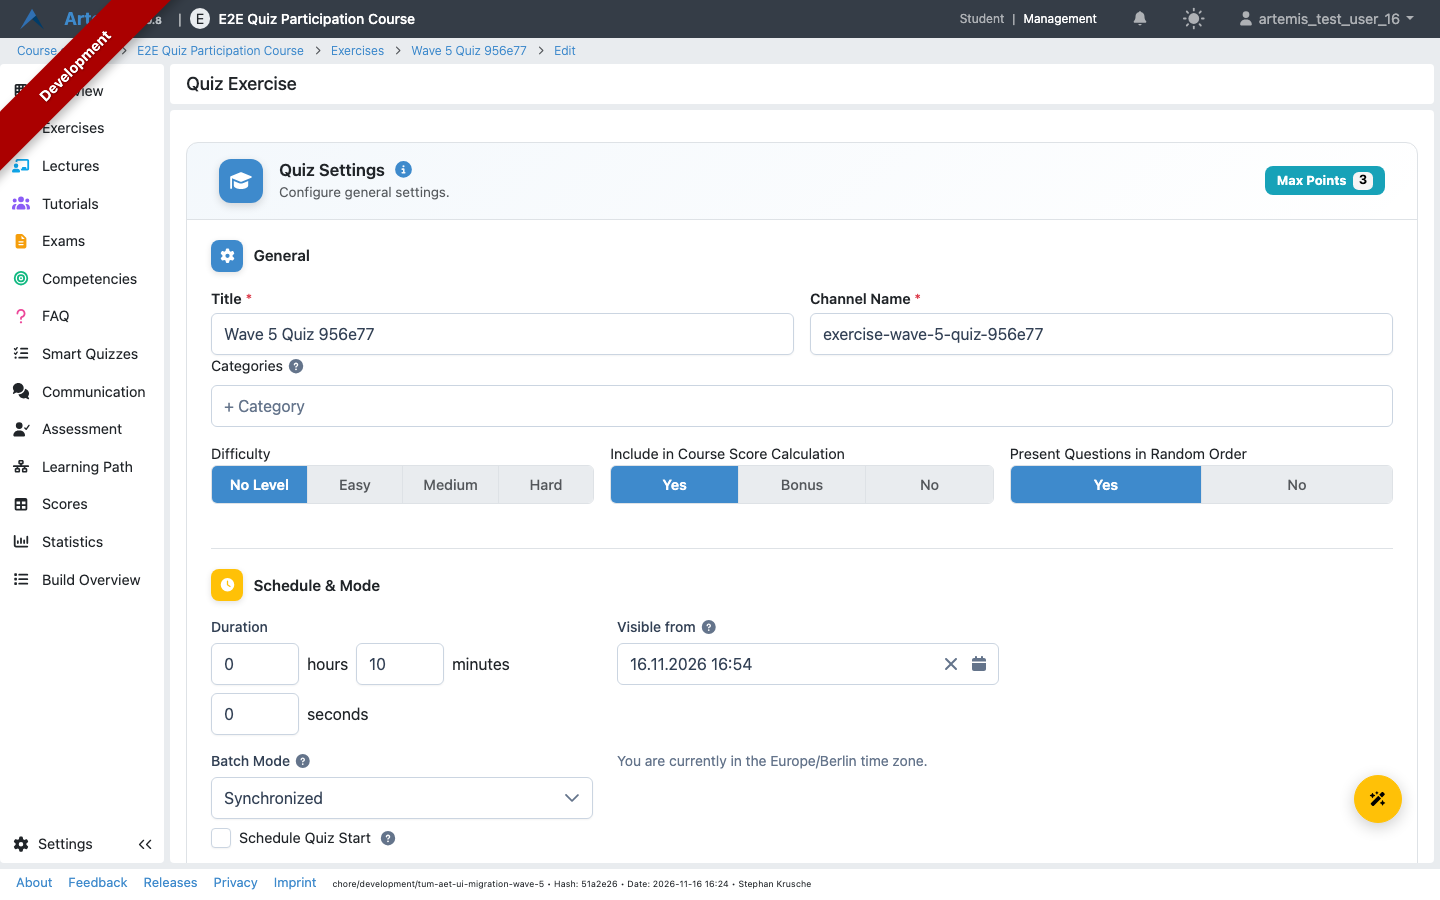 E
E2E Quiz Participation Course
Student | Management
artemis_test_user_16
Development
Course
E2E Quiz Participation Course
Exercises
Wave 5 Quiz 956e77
Edit
Exercises
Lectures
Tutorials
Exams
Competencies
FAQ
Smart Quizzes
Communication
Assessment
Learning Path
Scores
Statistics
Build Overview
Settings
Quiz Exercise
Quiz Settings
Configure general settings.
Max Points 3
General
Title *
Wave 5 Quiz 956e77
Channel Name *
exercise-wave-5-quiz-956e77
Categories
+ Category
Difficulty
No Level Easy Medium Hard
Include in Course Score Calculation
Yes Bonus No
Present Questions in Random Order
Yes No
Schedule & Mode
Duration
0 hours 10 minutes
0 seconds
Visible from
16.11.2026 16:54
Batch Mode
Synchronized
You are currently in the Europe/Berlin time zone.
Schedule Quiz Start
About Feedback Releases Privacy Imprint
chore/development/tum-aet-ui-migration-wave-5 • Hash: 51a2e26 • Date: 2026-11-16 16:24 • Stephan Krusche